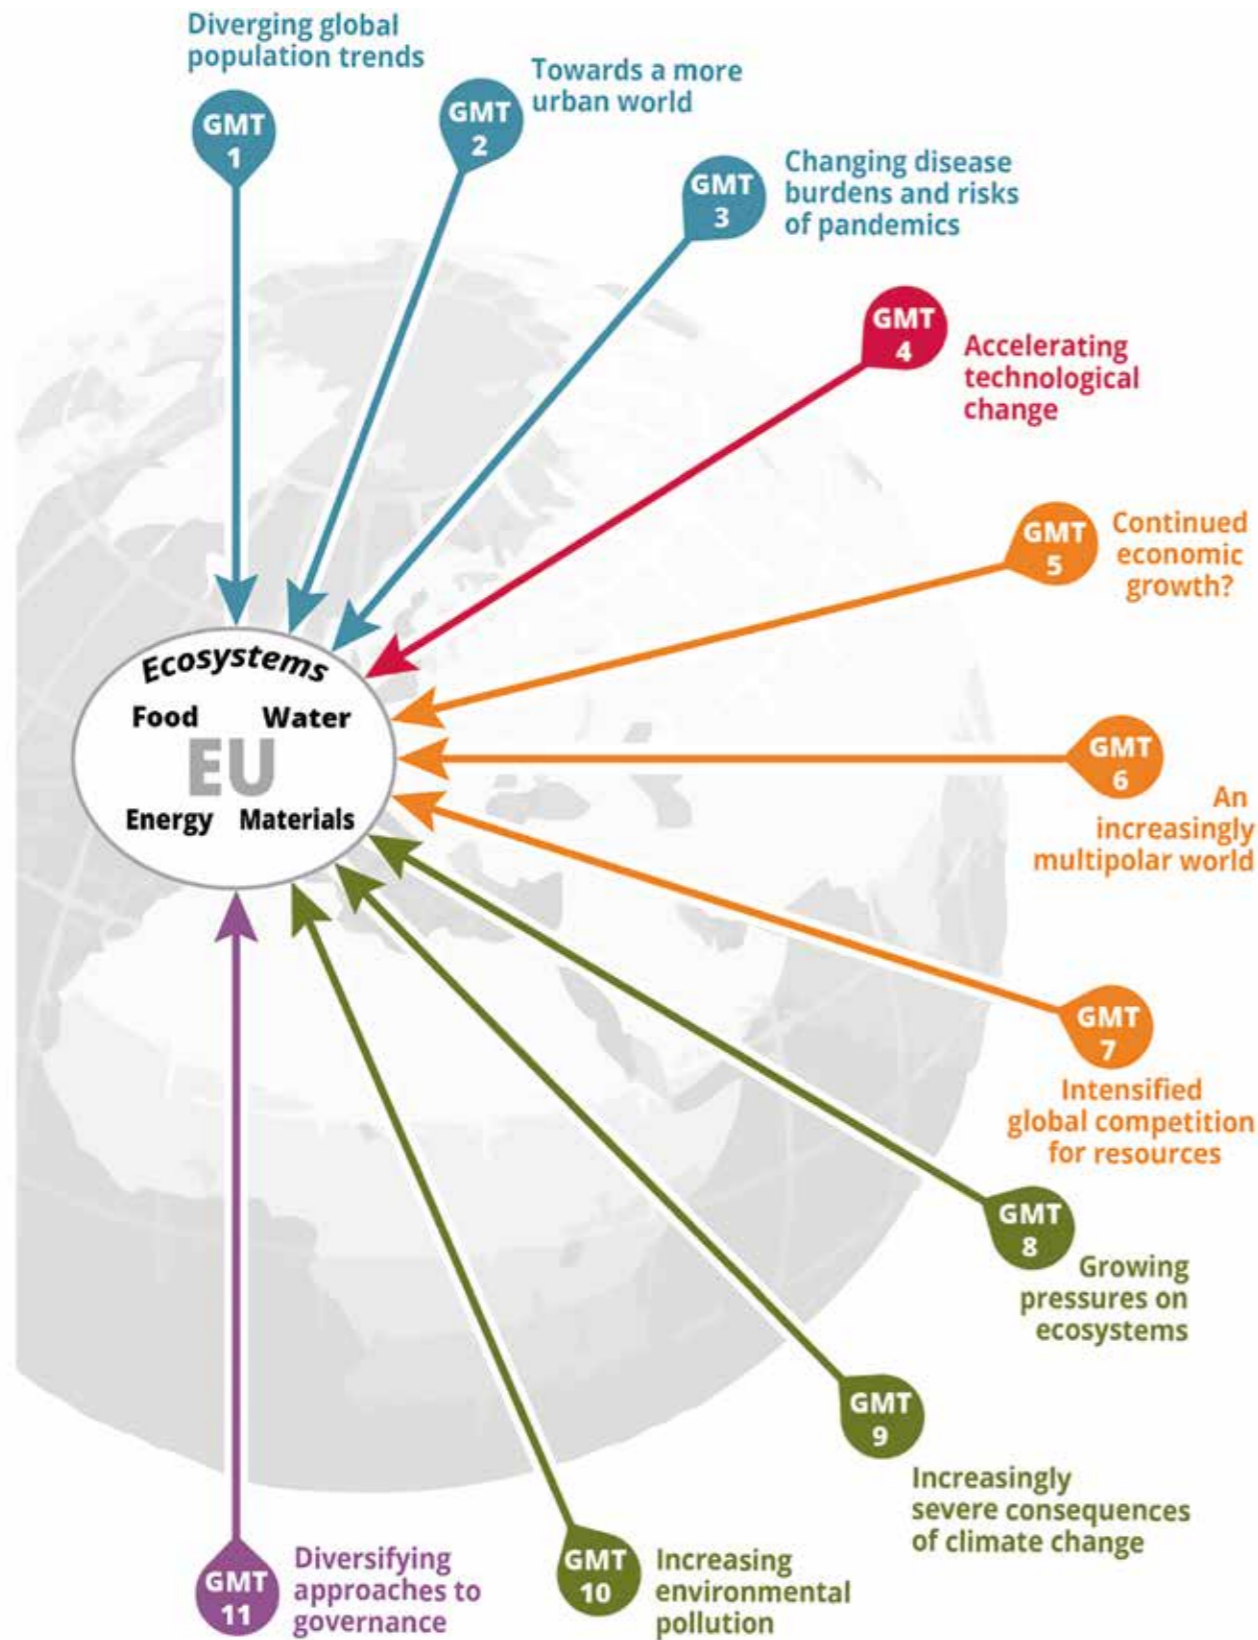 Diverging global
population trends
GMT
1
Towards a more
urban world
GMT
2
Changing disease
burdens and risks
of pandemics
GMT
3
GMT
4
Accelerating
technological
change
GMT
5
Continued
economic
growth?
Ecosystems
Food Water
EU
Energy Materials
GMT
6
An
increasingly
multipolar world
GMT
7
Intensified
global competition
for resources
GMT
8
Growing
pressures on
ecosystems
GMT
9
Increasingly
severe consequences
of climate change
GMT
10
Increasing
environmental
pollution
GMT
11
Diversifying
approaches to
governance